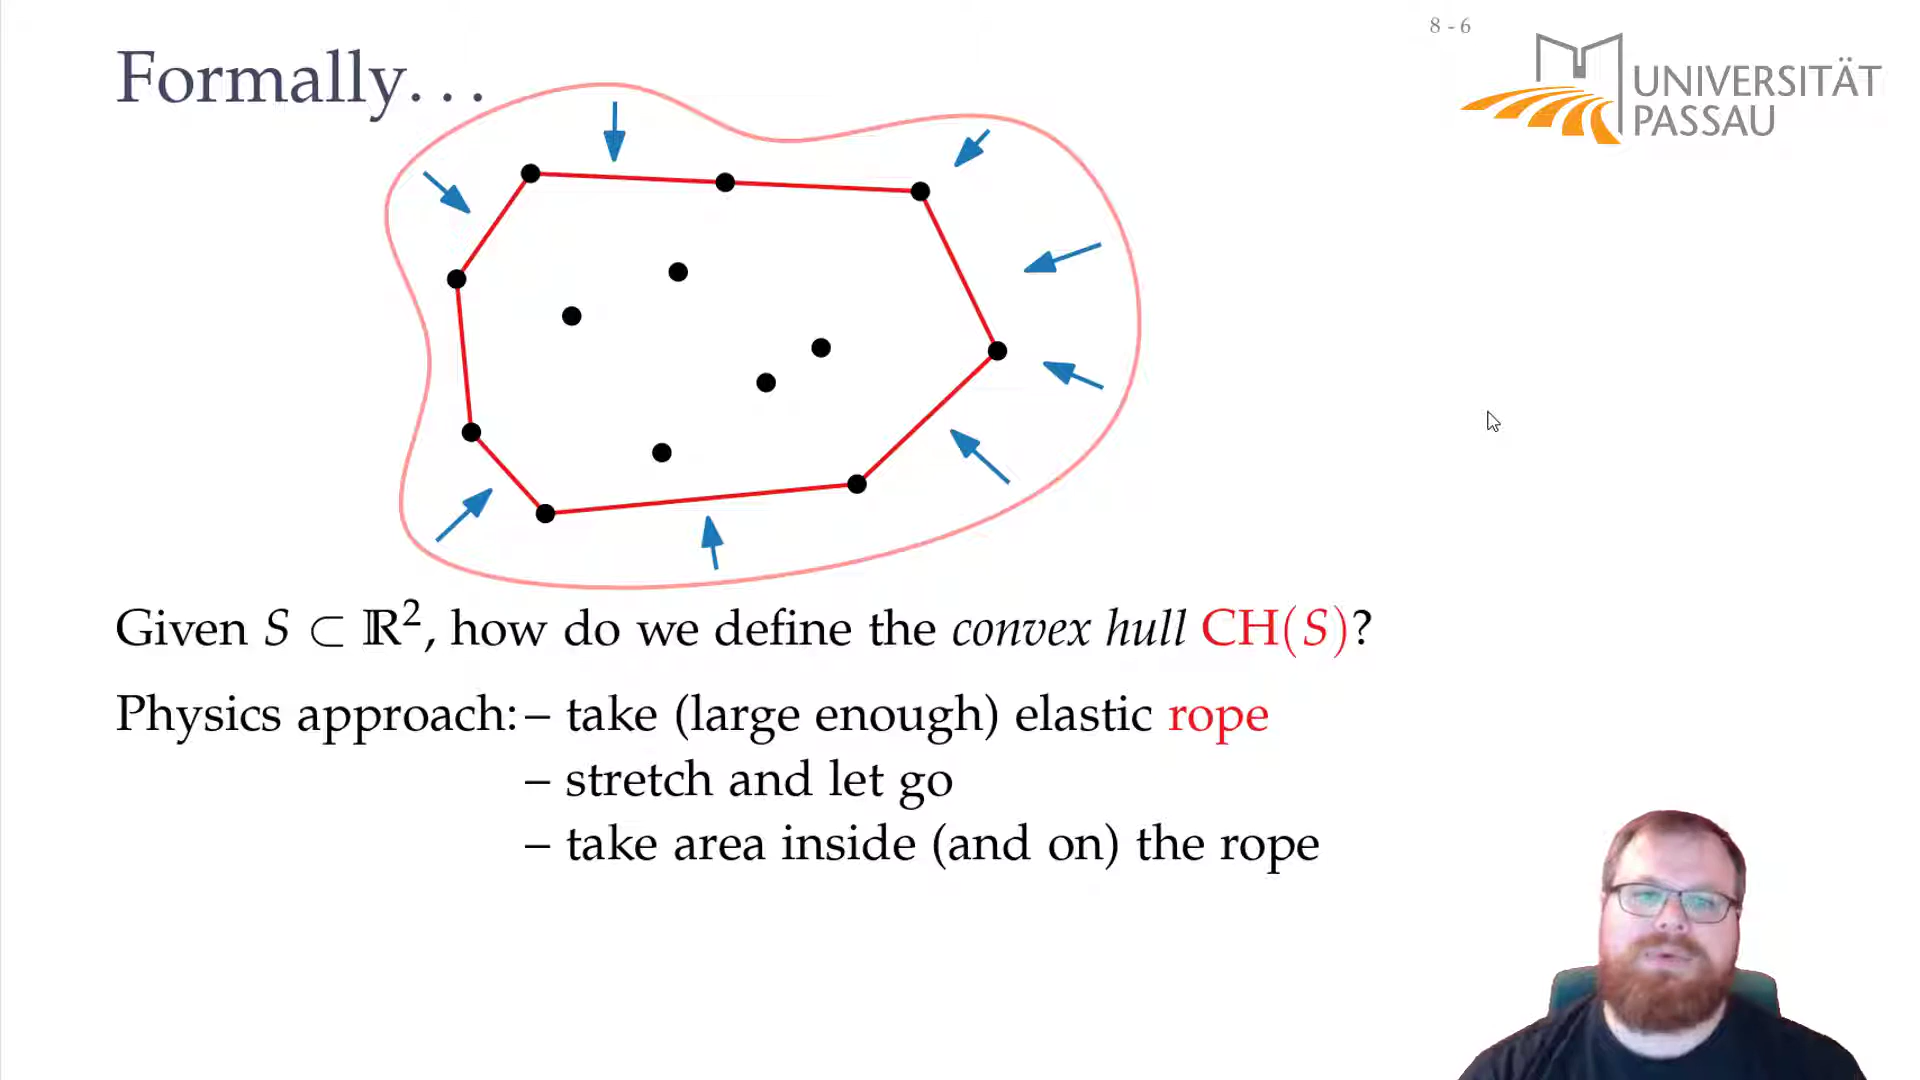 8 - 6
Formally...
UNIVERSITÄT
PASSAU
Given S ⊂ ℝ², how do we define the convex hull CH(S)?
Physics approach: – take (large enough) elastic rope
– stretch and let go
– take area inside (and on) the rope